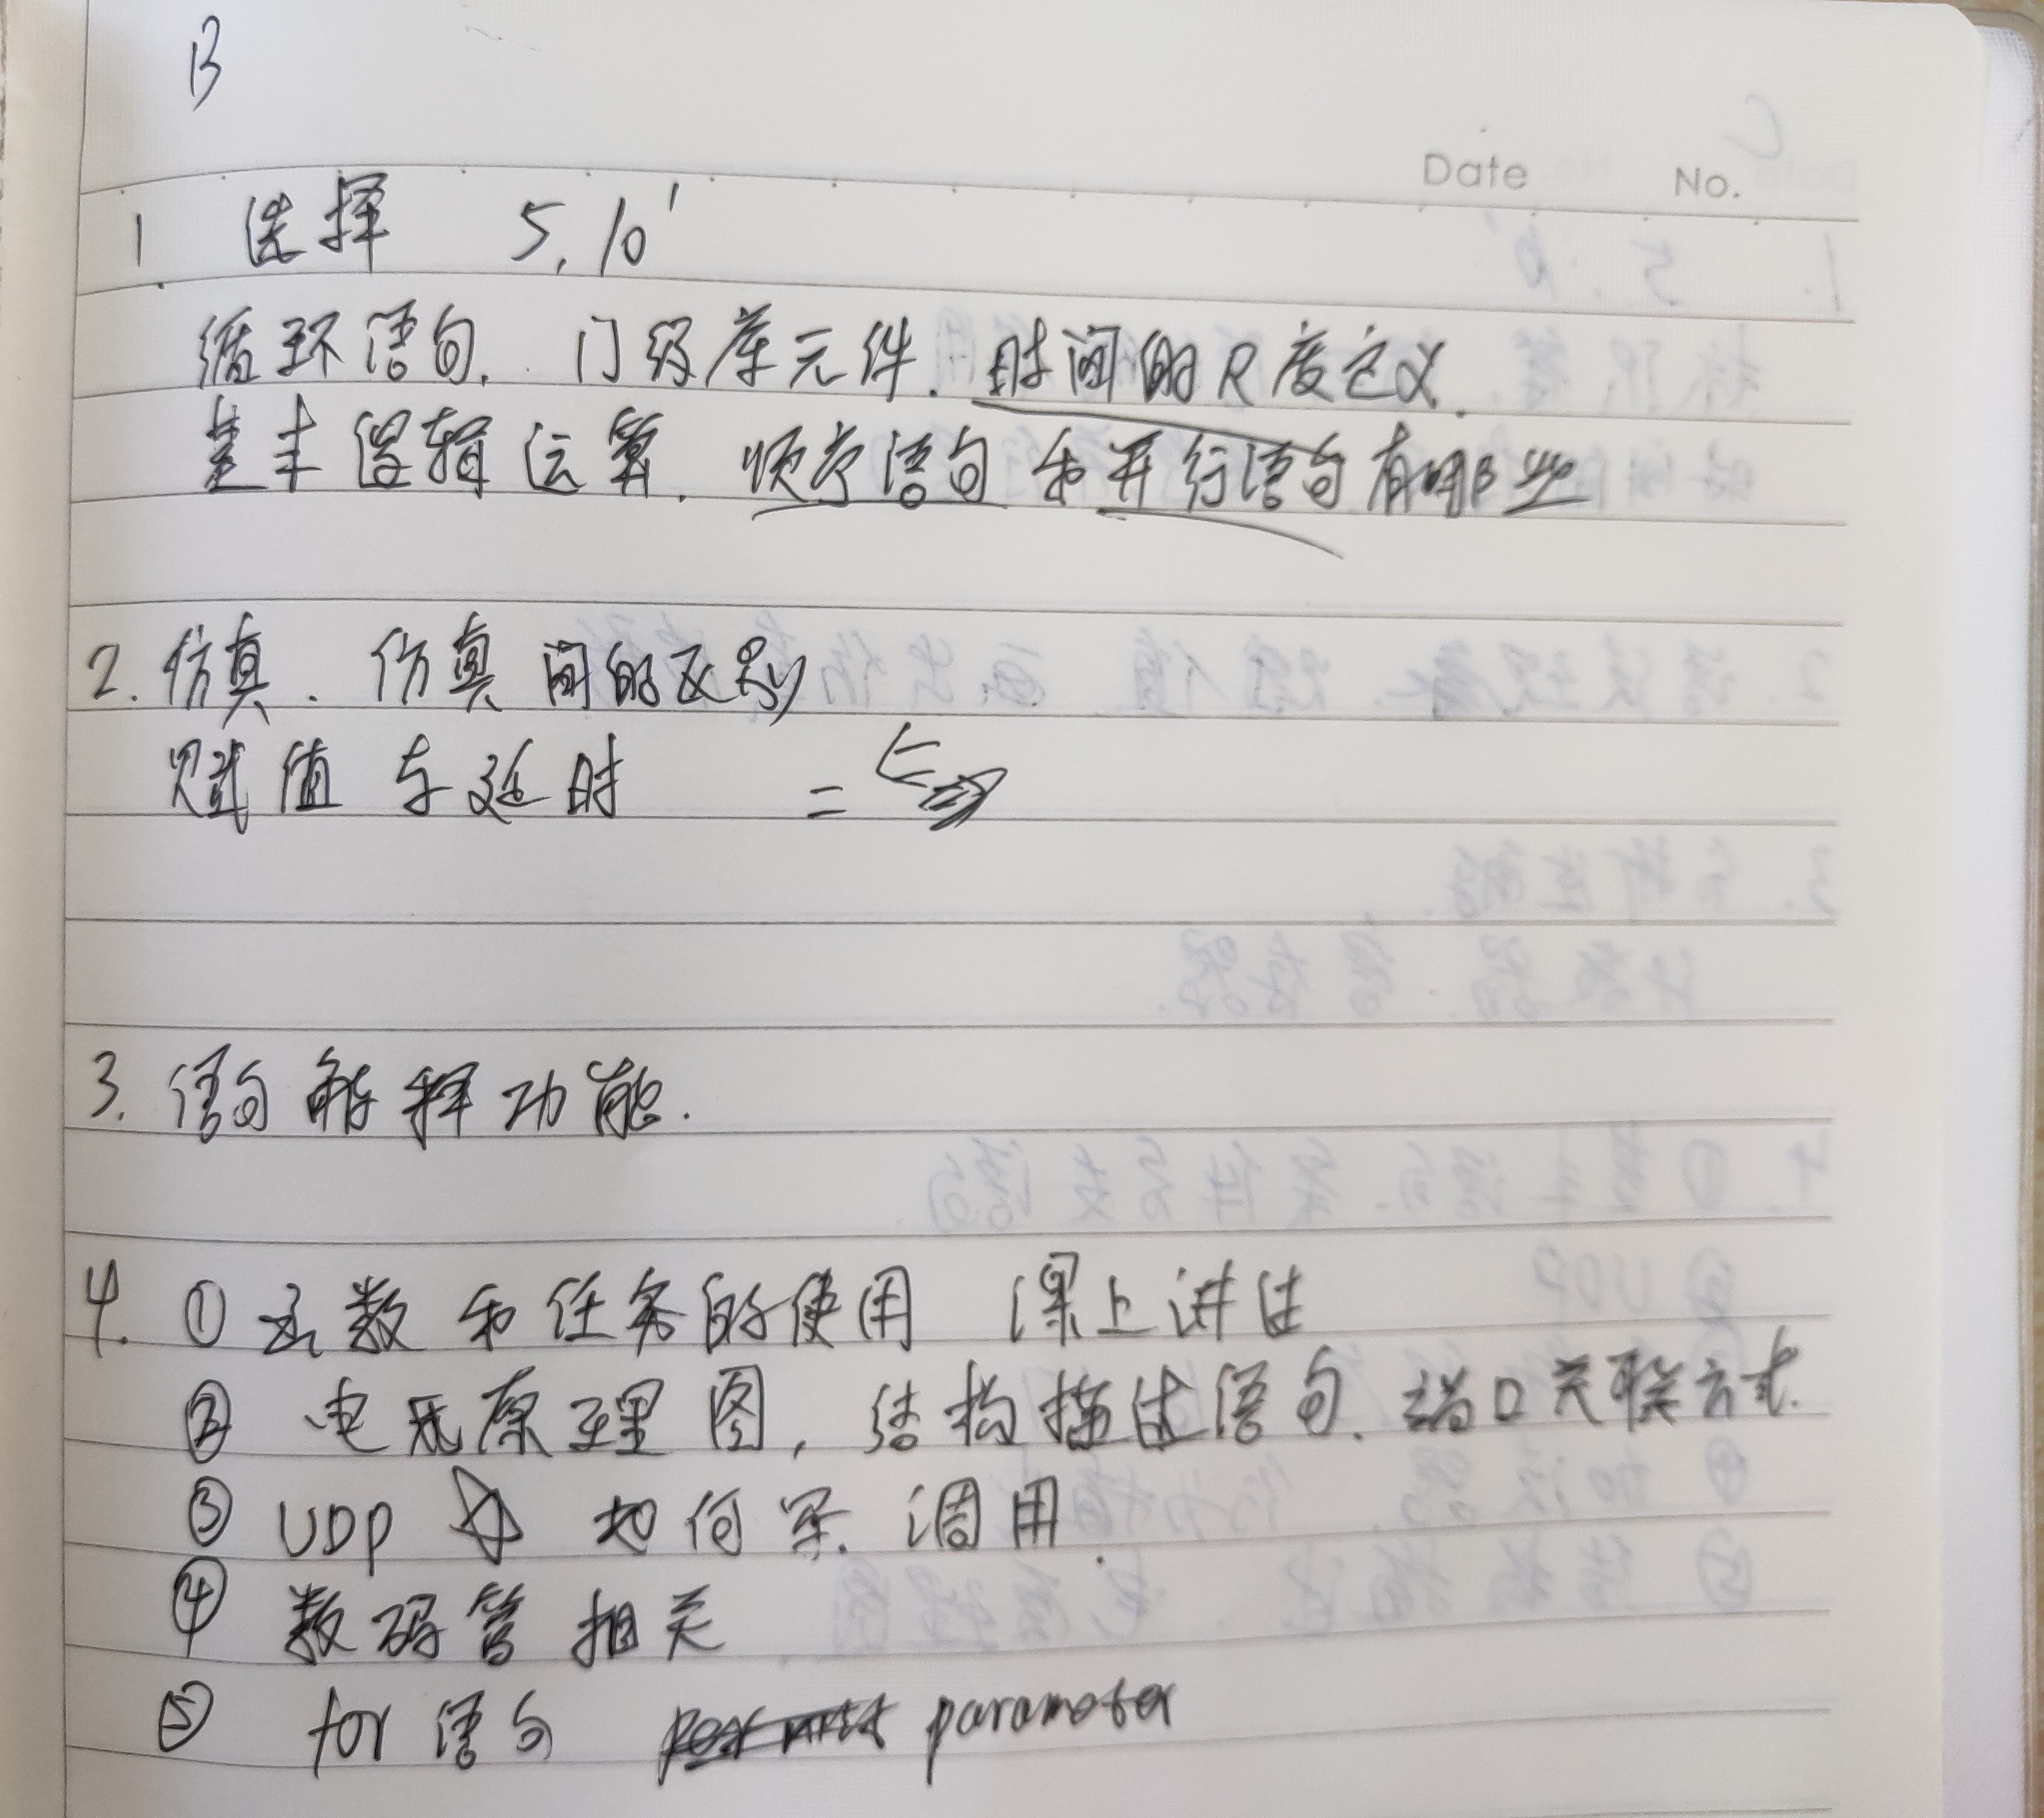 B
Date No.
1 选择 5, 10'
循环语句. 门级库元件. 时间的尺度定义.
基本逻辑运算. 顺序语句和并行语句有哪些
2. 仿真. 仿真间的区别
赋值与延时 = <=
3. 语句解释功能.
4. ① 函数和任务的使用 课上讲过
② 电气原理图, 结构描述语句. 端口关联方式.
③ UDP 如何写. 调用.
④ 数码管相关
⑤ for 语句 parameter